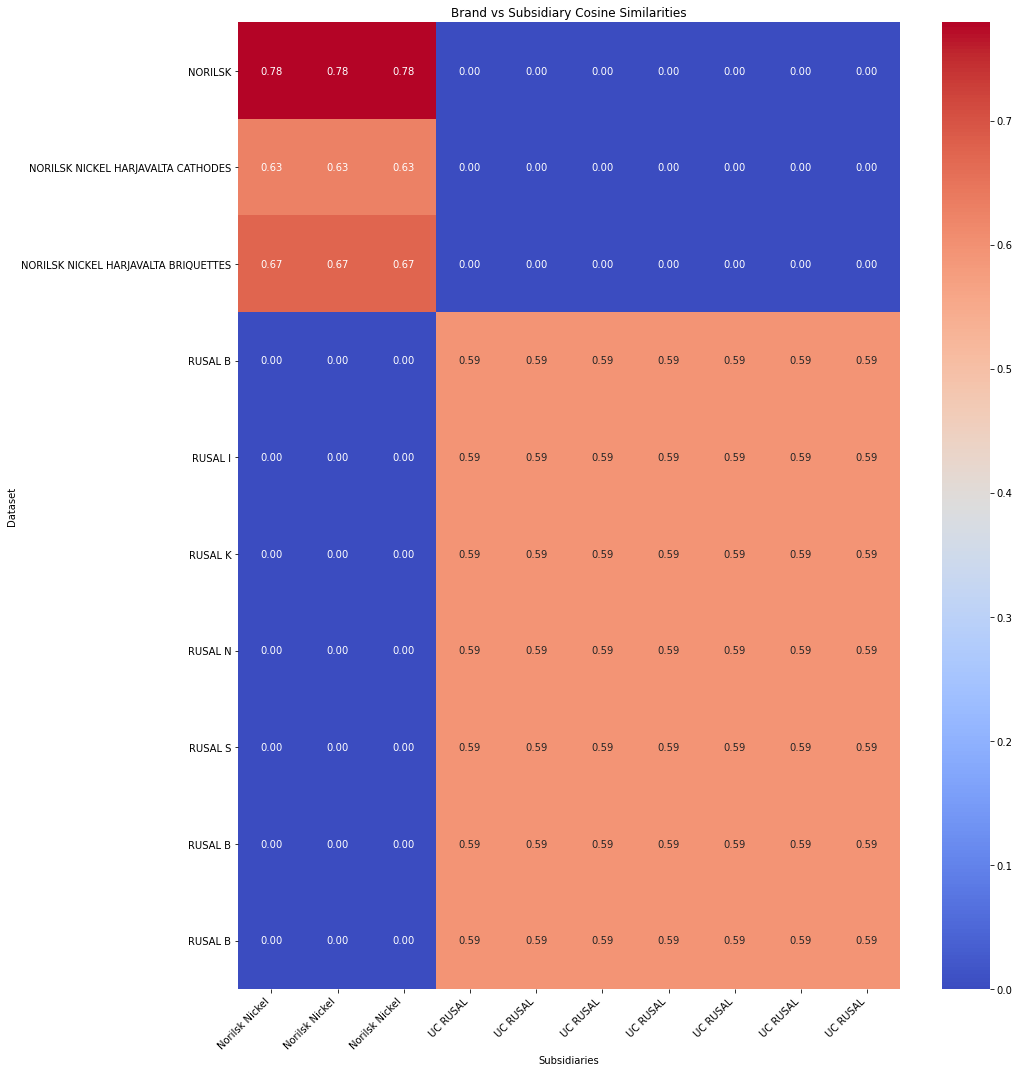 Brand vs Subsidiary Cosine Similarities
NORILSK 0.78 0.78 0.78 0.00 0.00 0.00 0.00 0.00 0.00 0.00
NORILSK NICKEL HARJAVALTA CATHODES 0.63 0.63 0.63 0.00 0.00 0.00 0.00 0.00 0.00 0.00
NORILSK NICKEL HARJAVALTA BRIQUETTES 0.67 0.67 0.67 0.00 0.00 0.00 0.00 0.00 0.00 0.00
RUSAL B 0.00 0.00 0.00 0.59 0.59 0.59 0.59 0.59 0.59 0.59
RUSAL I 0.00 0.00 0.00 0.59 0.59 0.59 0.59 0.59 0.59 0.59
RUSAL K 0.00 0.00 0.00 0.59 0.59 0.59 0.59 0.59 0.59 0.59
RUSAL N 0.00 0.00 0.00 0.59 0.59 0.59 0.59 0.59 0.59 0.59
RUSAL S 0.00 0.00 0.00 0.59 0.59 0.59 0.59 0.59 0.59 0.59
RUSAL B 0.00 0.00 0.00 0.59 0.59 0.59 0.59 0.59 0.59 0.59
RUSAL B 0.00 0.00 0.00 0.59 0.59 0.59 0.59 0.59 0.59 0.59
Dataset
Norilsk Nickel Norilsk Nickel Norilsk Nickel UC RUSAL UC RUSAL UC RUSAL UC RUSAL UC RUSAL UC RUSAL UC RUSAL
Subsidiaries
0.7
0.6
0.5
0.4
0.3
0.2
0.1
0.0